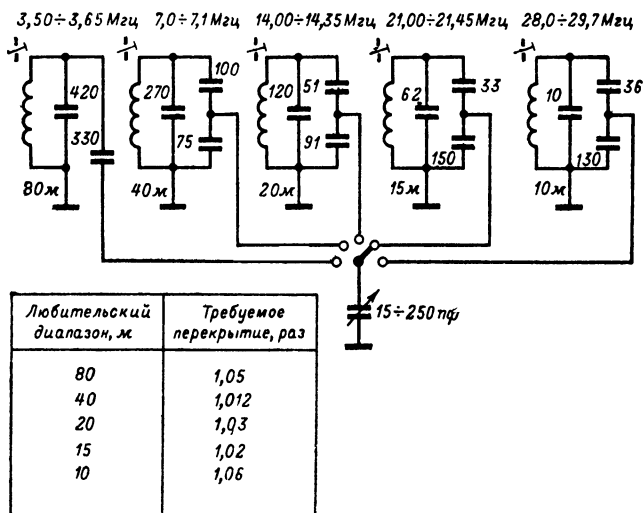 3,50÷3,65 Мгц 7,0÷7,1 Мгц 14,00÷14,35 Мгц 21,00÷21,45 Мгц 28,0÷29,7 Мгц
420
330
80м
270
100
75
40м
120
51
91
20м
62
33
150
15м
10
36
130
10м
15÷250 пф
Любительский диапазон, м
Требуемое перекрытие, раз
80 1,05
40 1,012
20 1,03
15 1,02
10 1,06